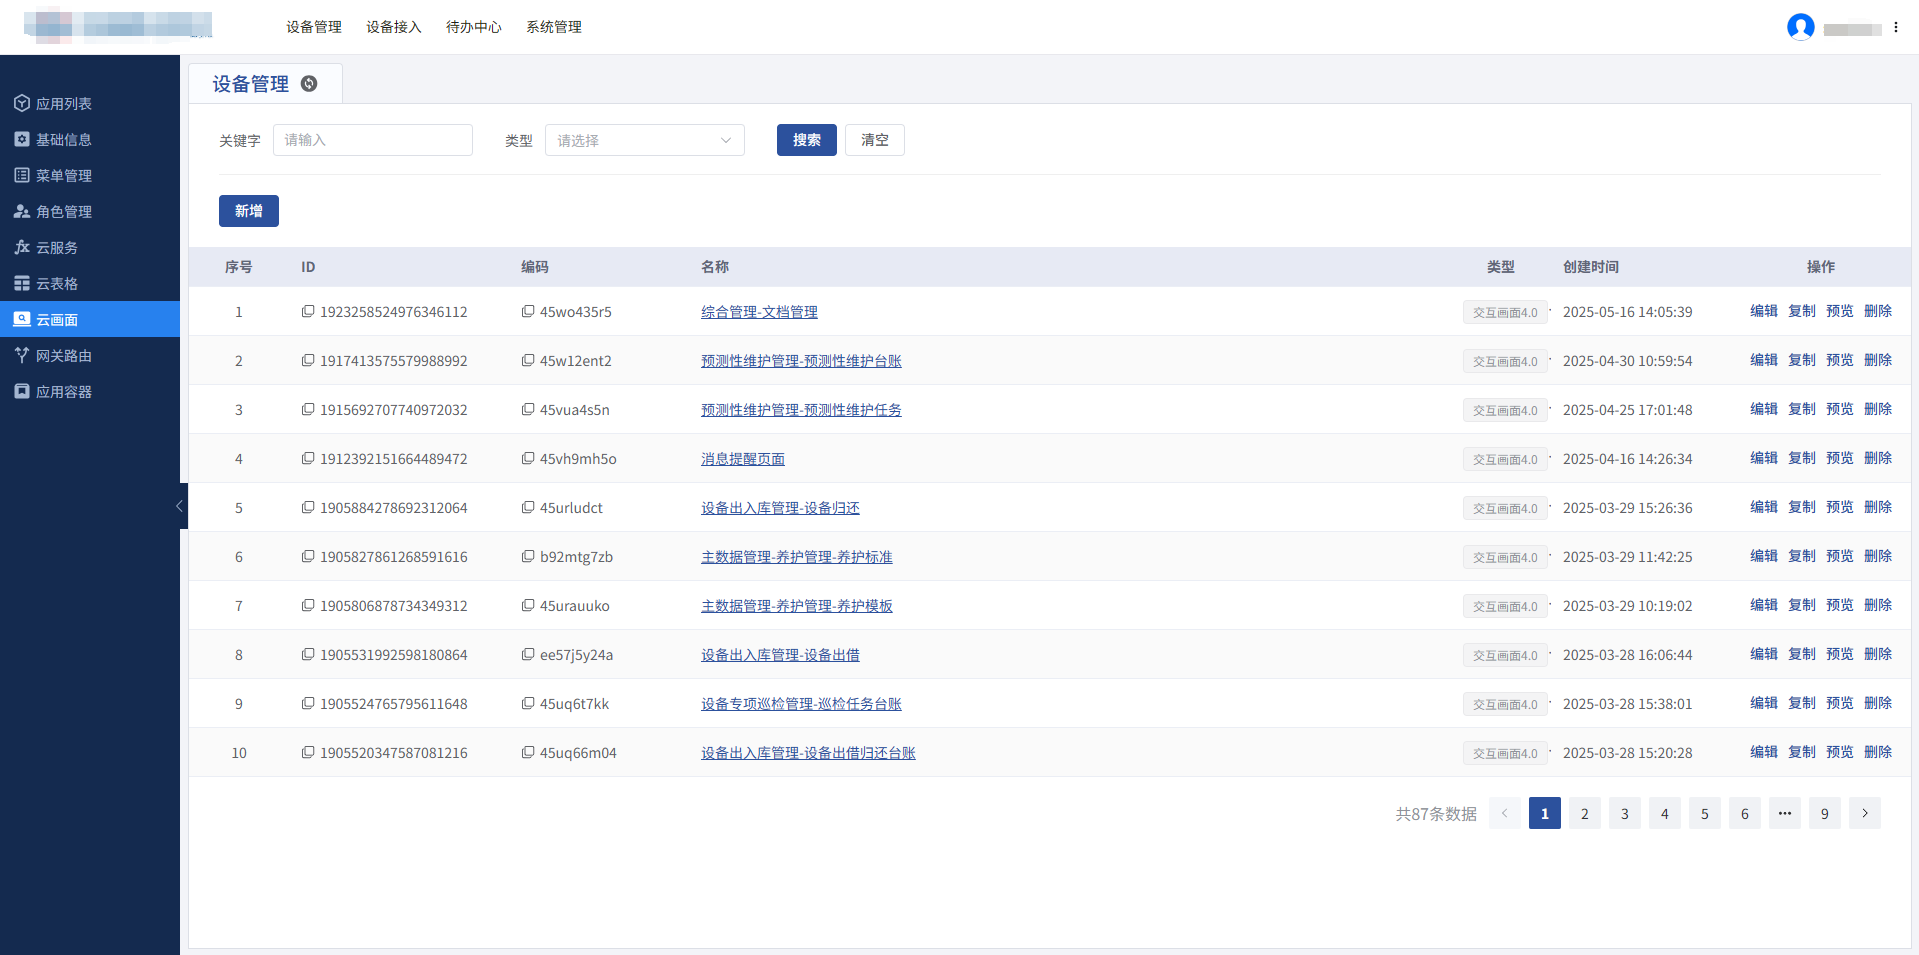 设备管理 设备接入 待办中心 系统管理
应用列表
基础信息
菜单管理
角色管理
云服务
云表格
云画面
网关路由
应用容器
设备管理
关键字 请输入 类型 请选择 搜索 清空
新增
序号 ID 编码 名称 类型 创建时间 操作
1 1923258524976346112 45wo435r5 综合管理-文档管理 交互画面4.0 2025-05-16 14:05:39 编辑 复制 预览 删除
2 1917413575579988992 45w12ent2 预测性维护管理-预测性维护台账 交互画面4.0 2025-04-30 10:59:54 编辑 复制 预览 删除
3 1915692707740972032 45vua4s5n 预测性维护管理-预测性维护任务 交互画面4.0 2025-04-25 17:01:48 编辑 复制 预览 删除
4 1912392151664489472 45vh9mh5o 消息提醒页面 交互画面4.0 2025-04-16 14:26:34 编辑 复制 预览 删除
5 1905884278692312064 45urludct 设备出入库管理-设备归还 交互画面4.0 2025-03-29 15:26:36 编辑 复制 预览 删除
6 1905827861268591616 b92mtg7zb 主数据管理-养护管理-养护标准 交互画面4.0 2025-03-29 11:42:25 编辑 复制 预览 删除
7 1905806878734349312 45urauuko 主数据管理-养护管理-养护模板 交互画面4.0 2025-03-29 10:19:02 编辑 复制 预览 删除
8 1905531992598180864 ee57j5y24a 设备出入库管理-设备出借 交互画面4.0 2025-03-28 16:06:44 编辑 复制 预览 删除
9 1905524765795611648 45uq6t7kk 设备专项巡检管理-巡检任务台账 交互画面4.0 2025-03-28 15:38:01 编辑 复制 预览 删除
10 1905520347587081216 45uq66m04 设备出入库管理-设备出借归还台账 交互画面4.0 2025-03-28 15:20:28 编辑 复制 预览 删除
共87条数据 1 2 3 4 5 6 ••• 9